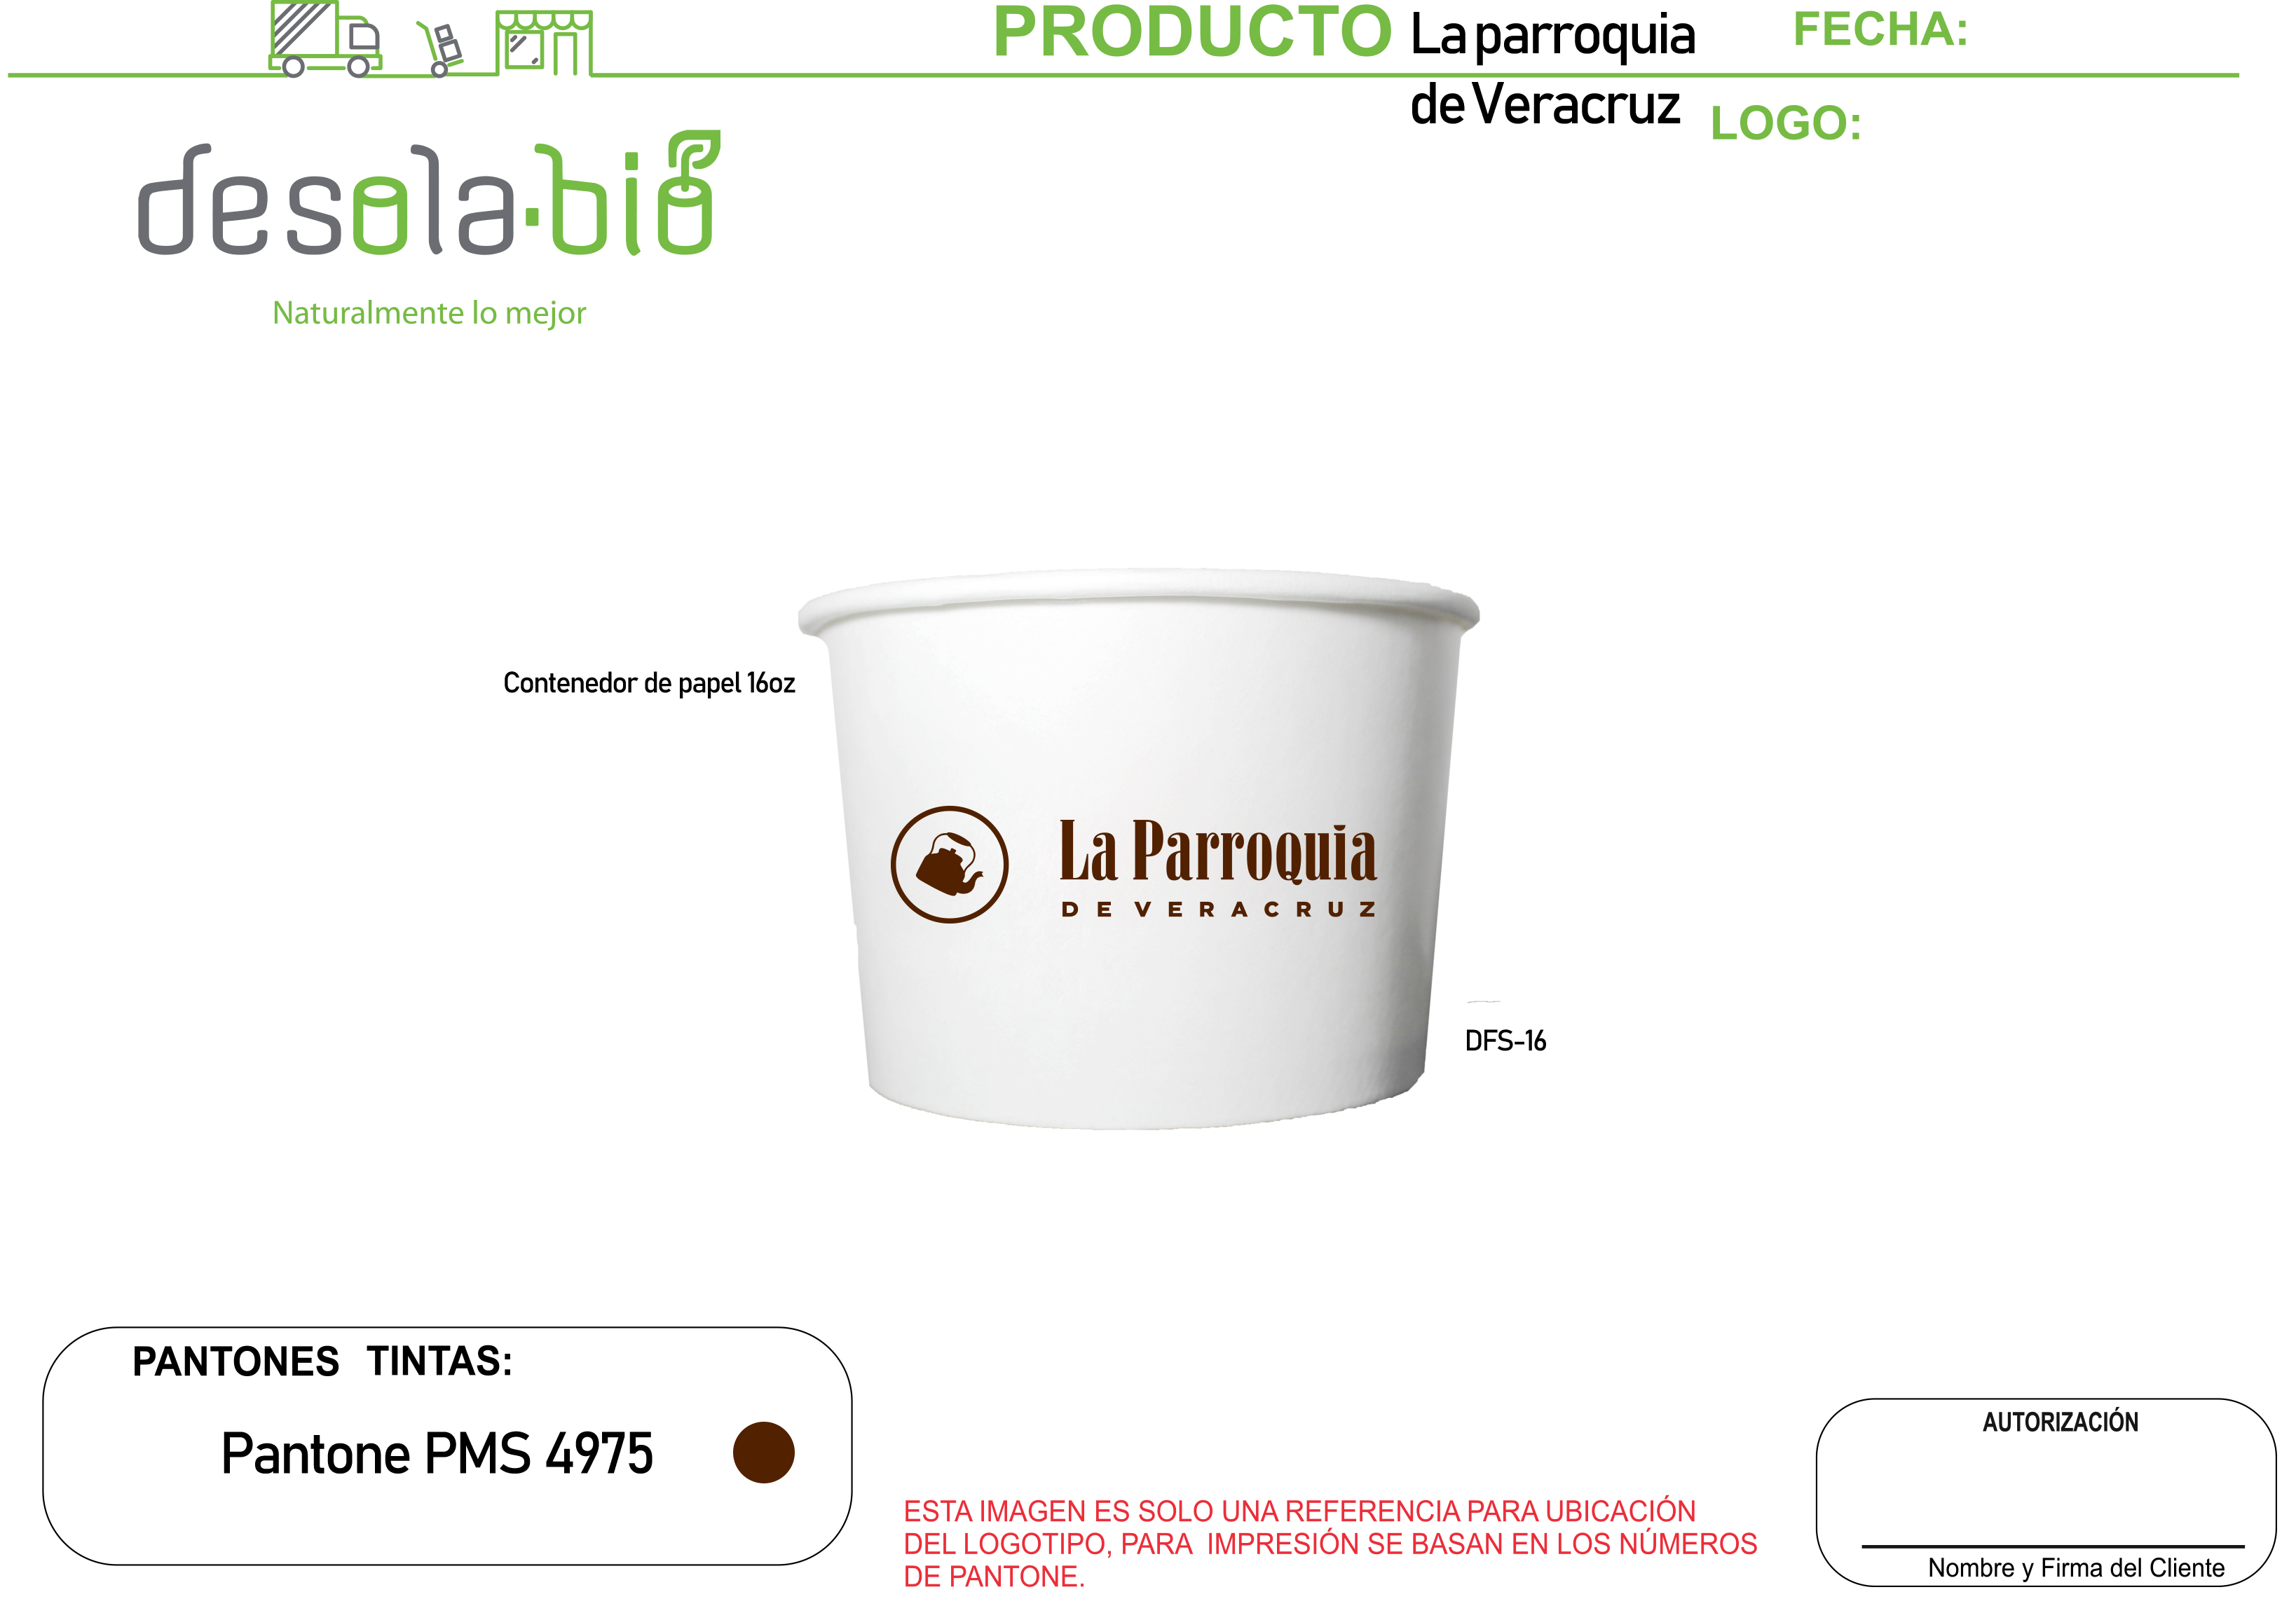 PRODUCTO La parroquia
de Veracruz
FECHA:
LOGO:
desola.bio
Naturalmente lo mejor
Contenedor de papel 16oz
La Parroquia
DE VERACRUZ
DFS-16
PANTONES TINTAS:
Pantone PMS 4975
ESTA IMAGEN ES SOLO UNA REFERENCIA PARA UBICACIÓN
DEL LOGOTIPO, PARA IMPRESIÓN SE BASAN EN LOS NÚMEROS
DE PANTONE.
AUTORIZACIÓN
Nombre y Firma del Cliente